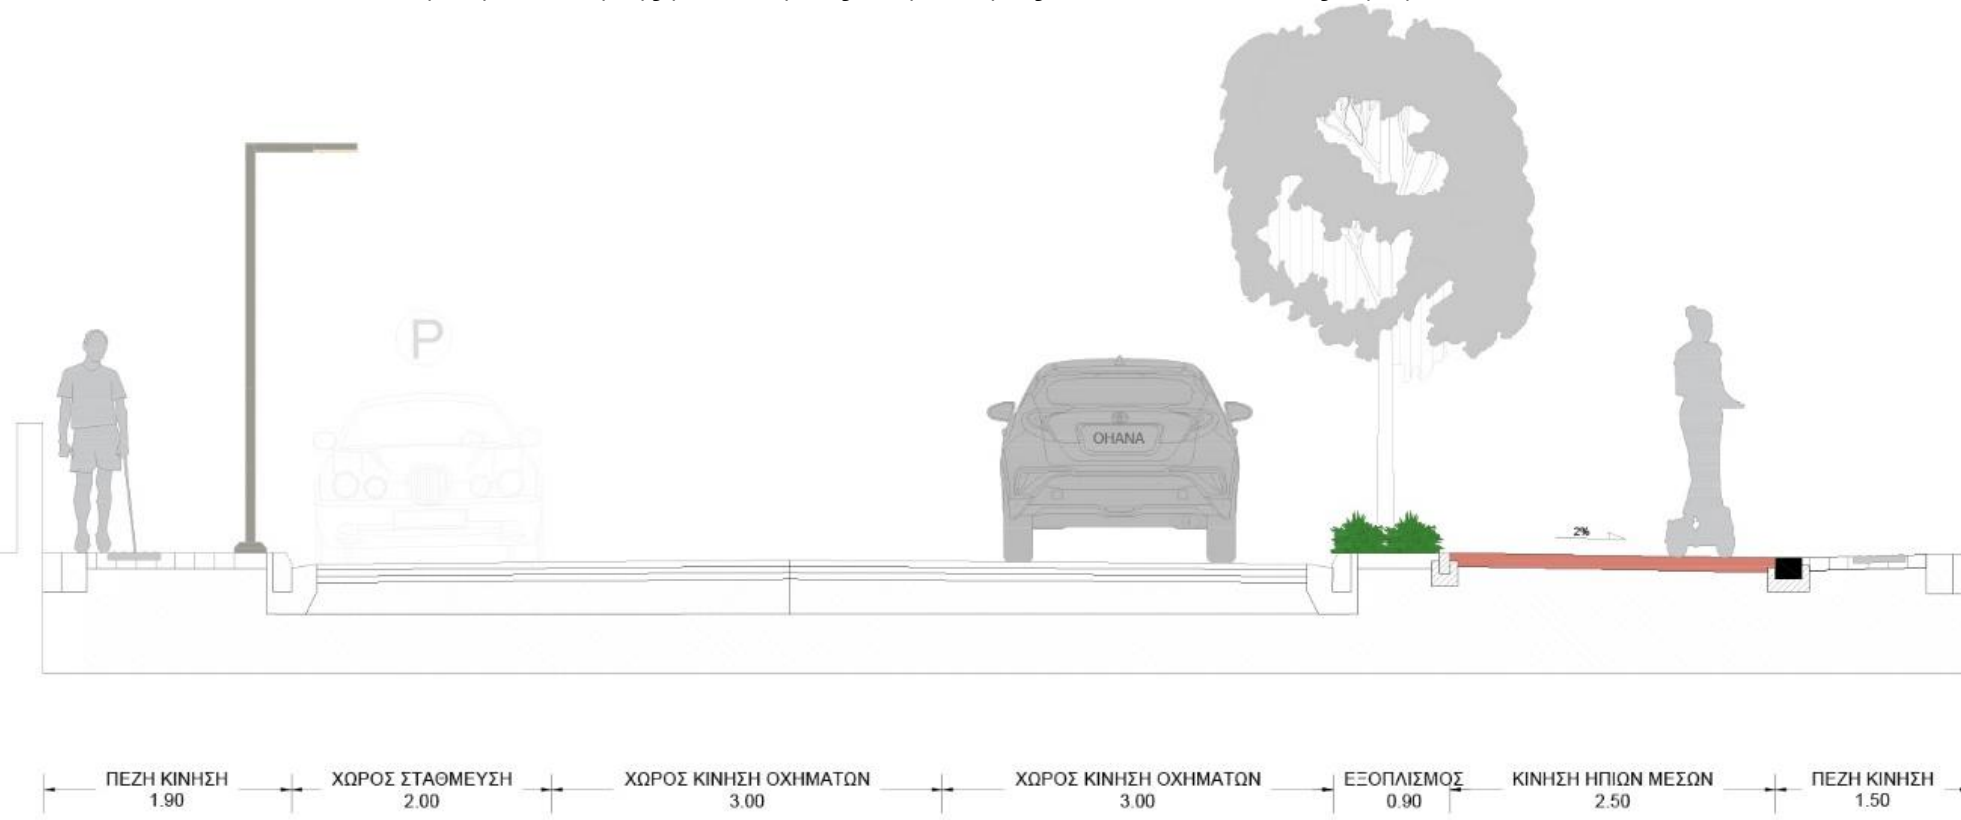 P
OHANA
2%
ΠΕΖΗ ΚΙΝΗΣΗ
1.90
ΧΩΡΟΣ ΣΤΑΘΜΕΥΣΗ
2.00
ΧΩΡΟΣ ΚΙΝΗΣΗ ΟΧΗΜΑΤΩΝ
3.00
ΧΩΡΟΣ ΚΙΝΗΣΗ ΟΧΗΜΑΤΩΝ
3.00
ΕΞΟΠΛΙΣΜΟΣ
0.90
ΚΙΝΗΣΗ ΗΠΙΩΝ ΜΕΣΩΝ
2.50
ΠΕΖΗ ΚΙΝΗΣΗ
1.50